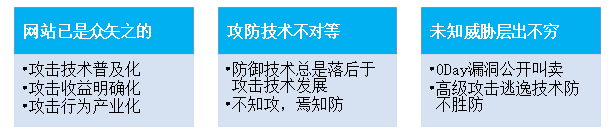 网站已是众矢之的
•攻击技术普及化
•攻击收益明确化
•攻击行为产业化
攻防技术不对等
•防御技术总是落后于
攻击技术发展
•不知攻，焉知防
未知威胁层出不穷
•0Day漏洞公开叫卖
•高级攻击逃逸技术防
不胜防